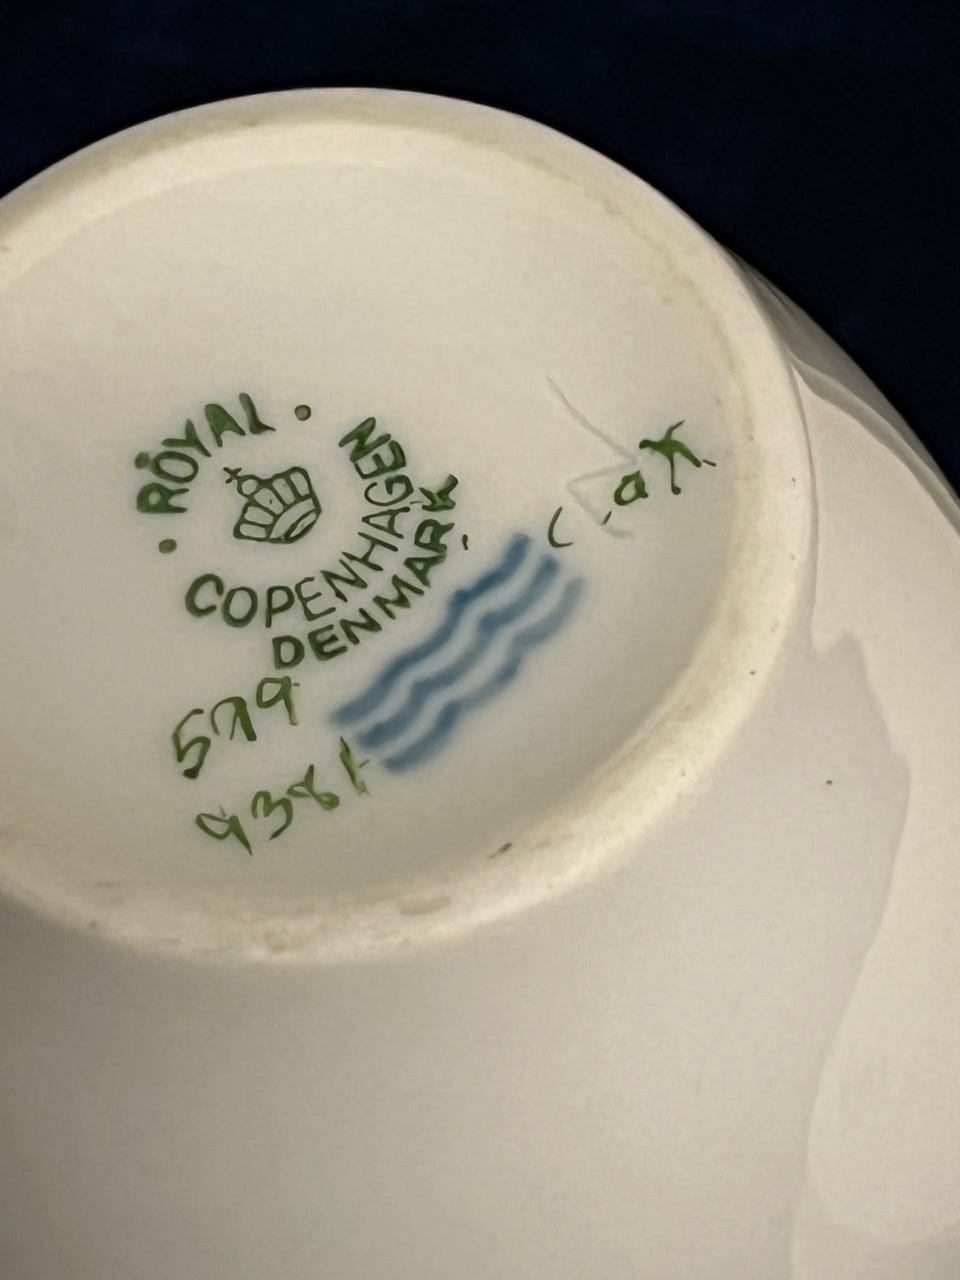 · ROYAL ·
COPENHAGEN
DENMARK
579
9381